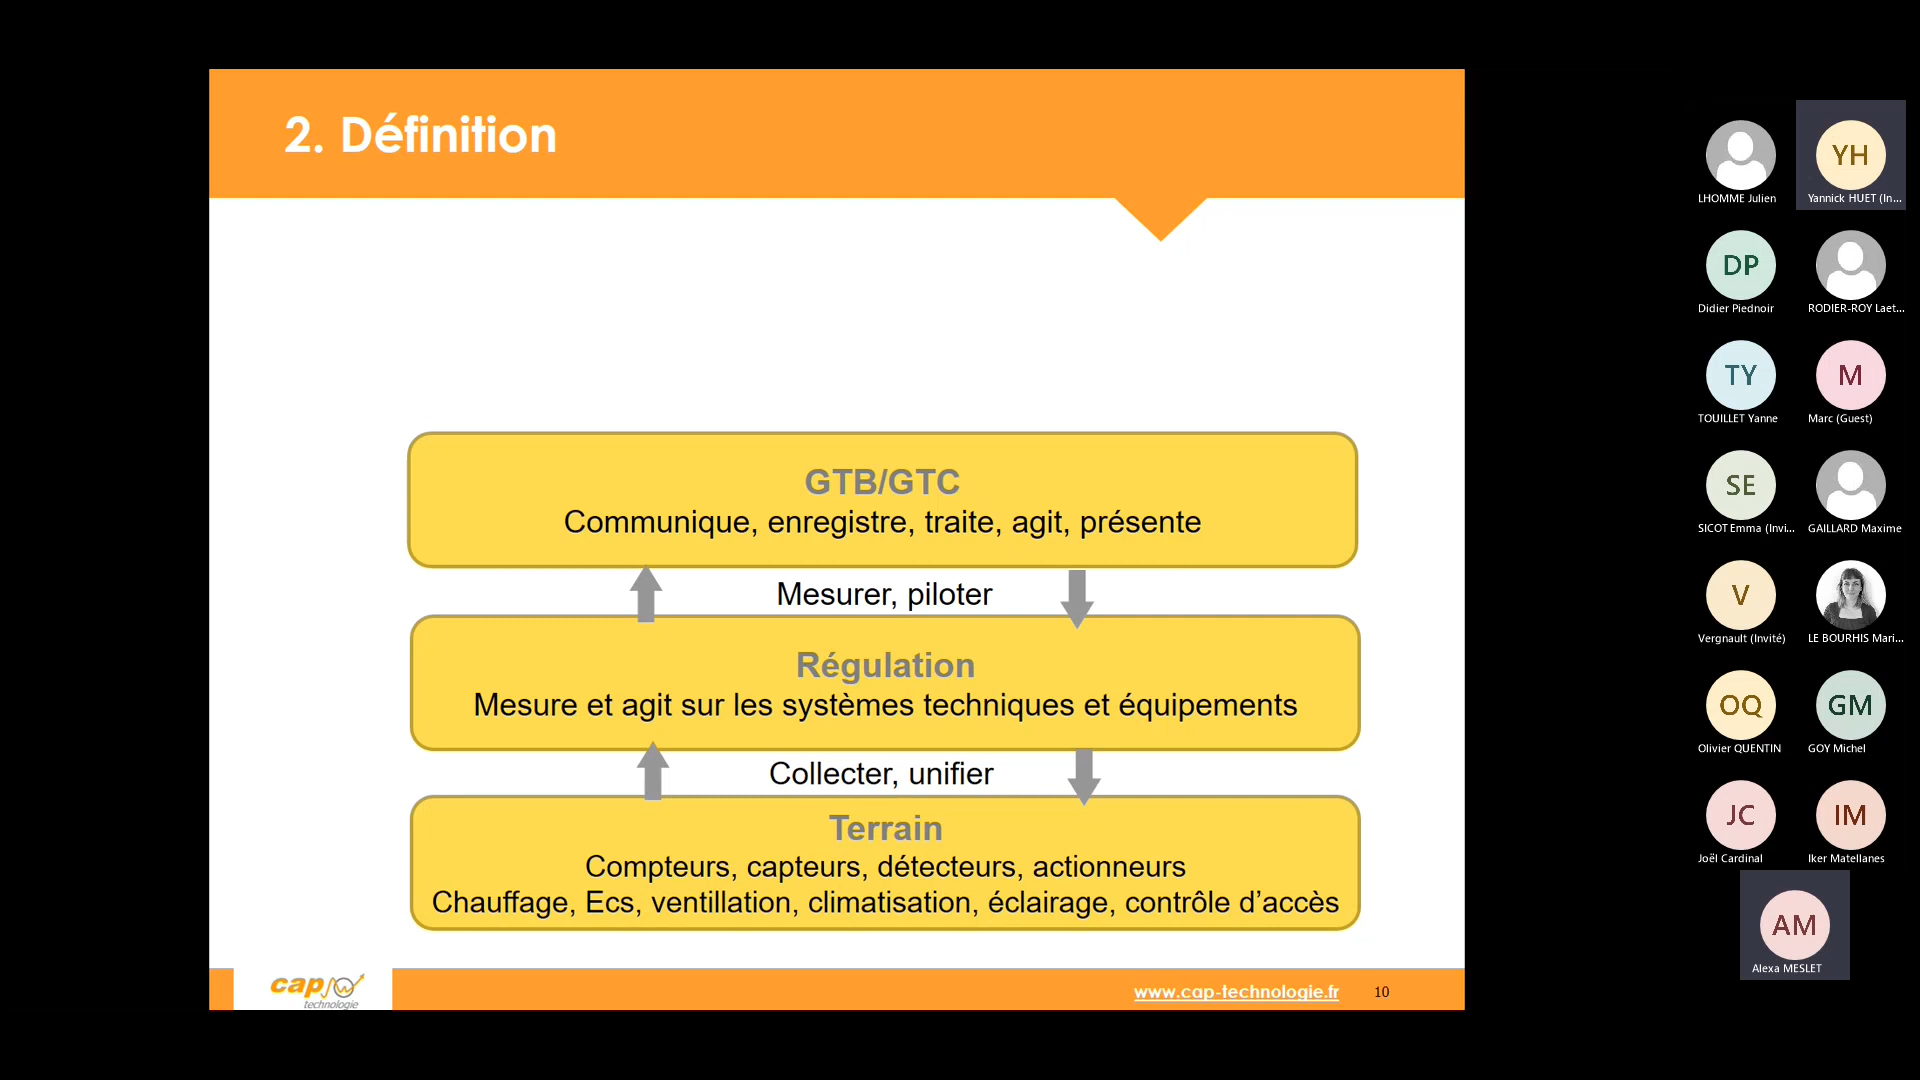 2. Définition
GTB/GTC
Communique, enregistre, traite, agit, présente
Mesurer, piloter
Régulation
Mesure et agit sur les systèmes techniques et équipements
Collecter, unifier
Terrain
Compteurs, capteurs, détecteurs, actionneurs
Chauffage, Ecs, ventillation, climatisation, éclairage, contrôle d’accès
cap
technologie
www.cap-technologie.fr
10
LHOMME Julien
YH
Yannick HUET (In...
DP
Didier Piednoir
RODIER-ROY Laet...
TY
TOUILLET Yanne
M
Marc (Guest)
SE
SICOT Emma (Invi...
GAILLARD Maxime
V
Vergnault (Invité)
LE BOURHIS Mari...
OQ
Olivier QUENTIN
GM
GOY Michel
JC
Joël Cardinal
IM
Iker Matellanes
AM
Alexa MESLET